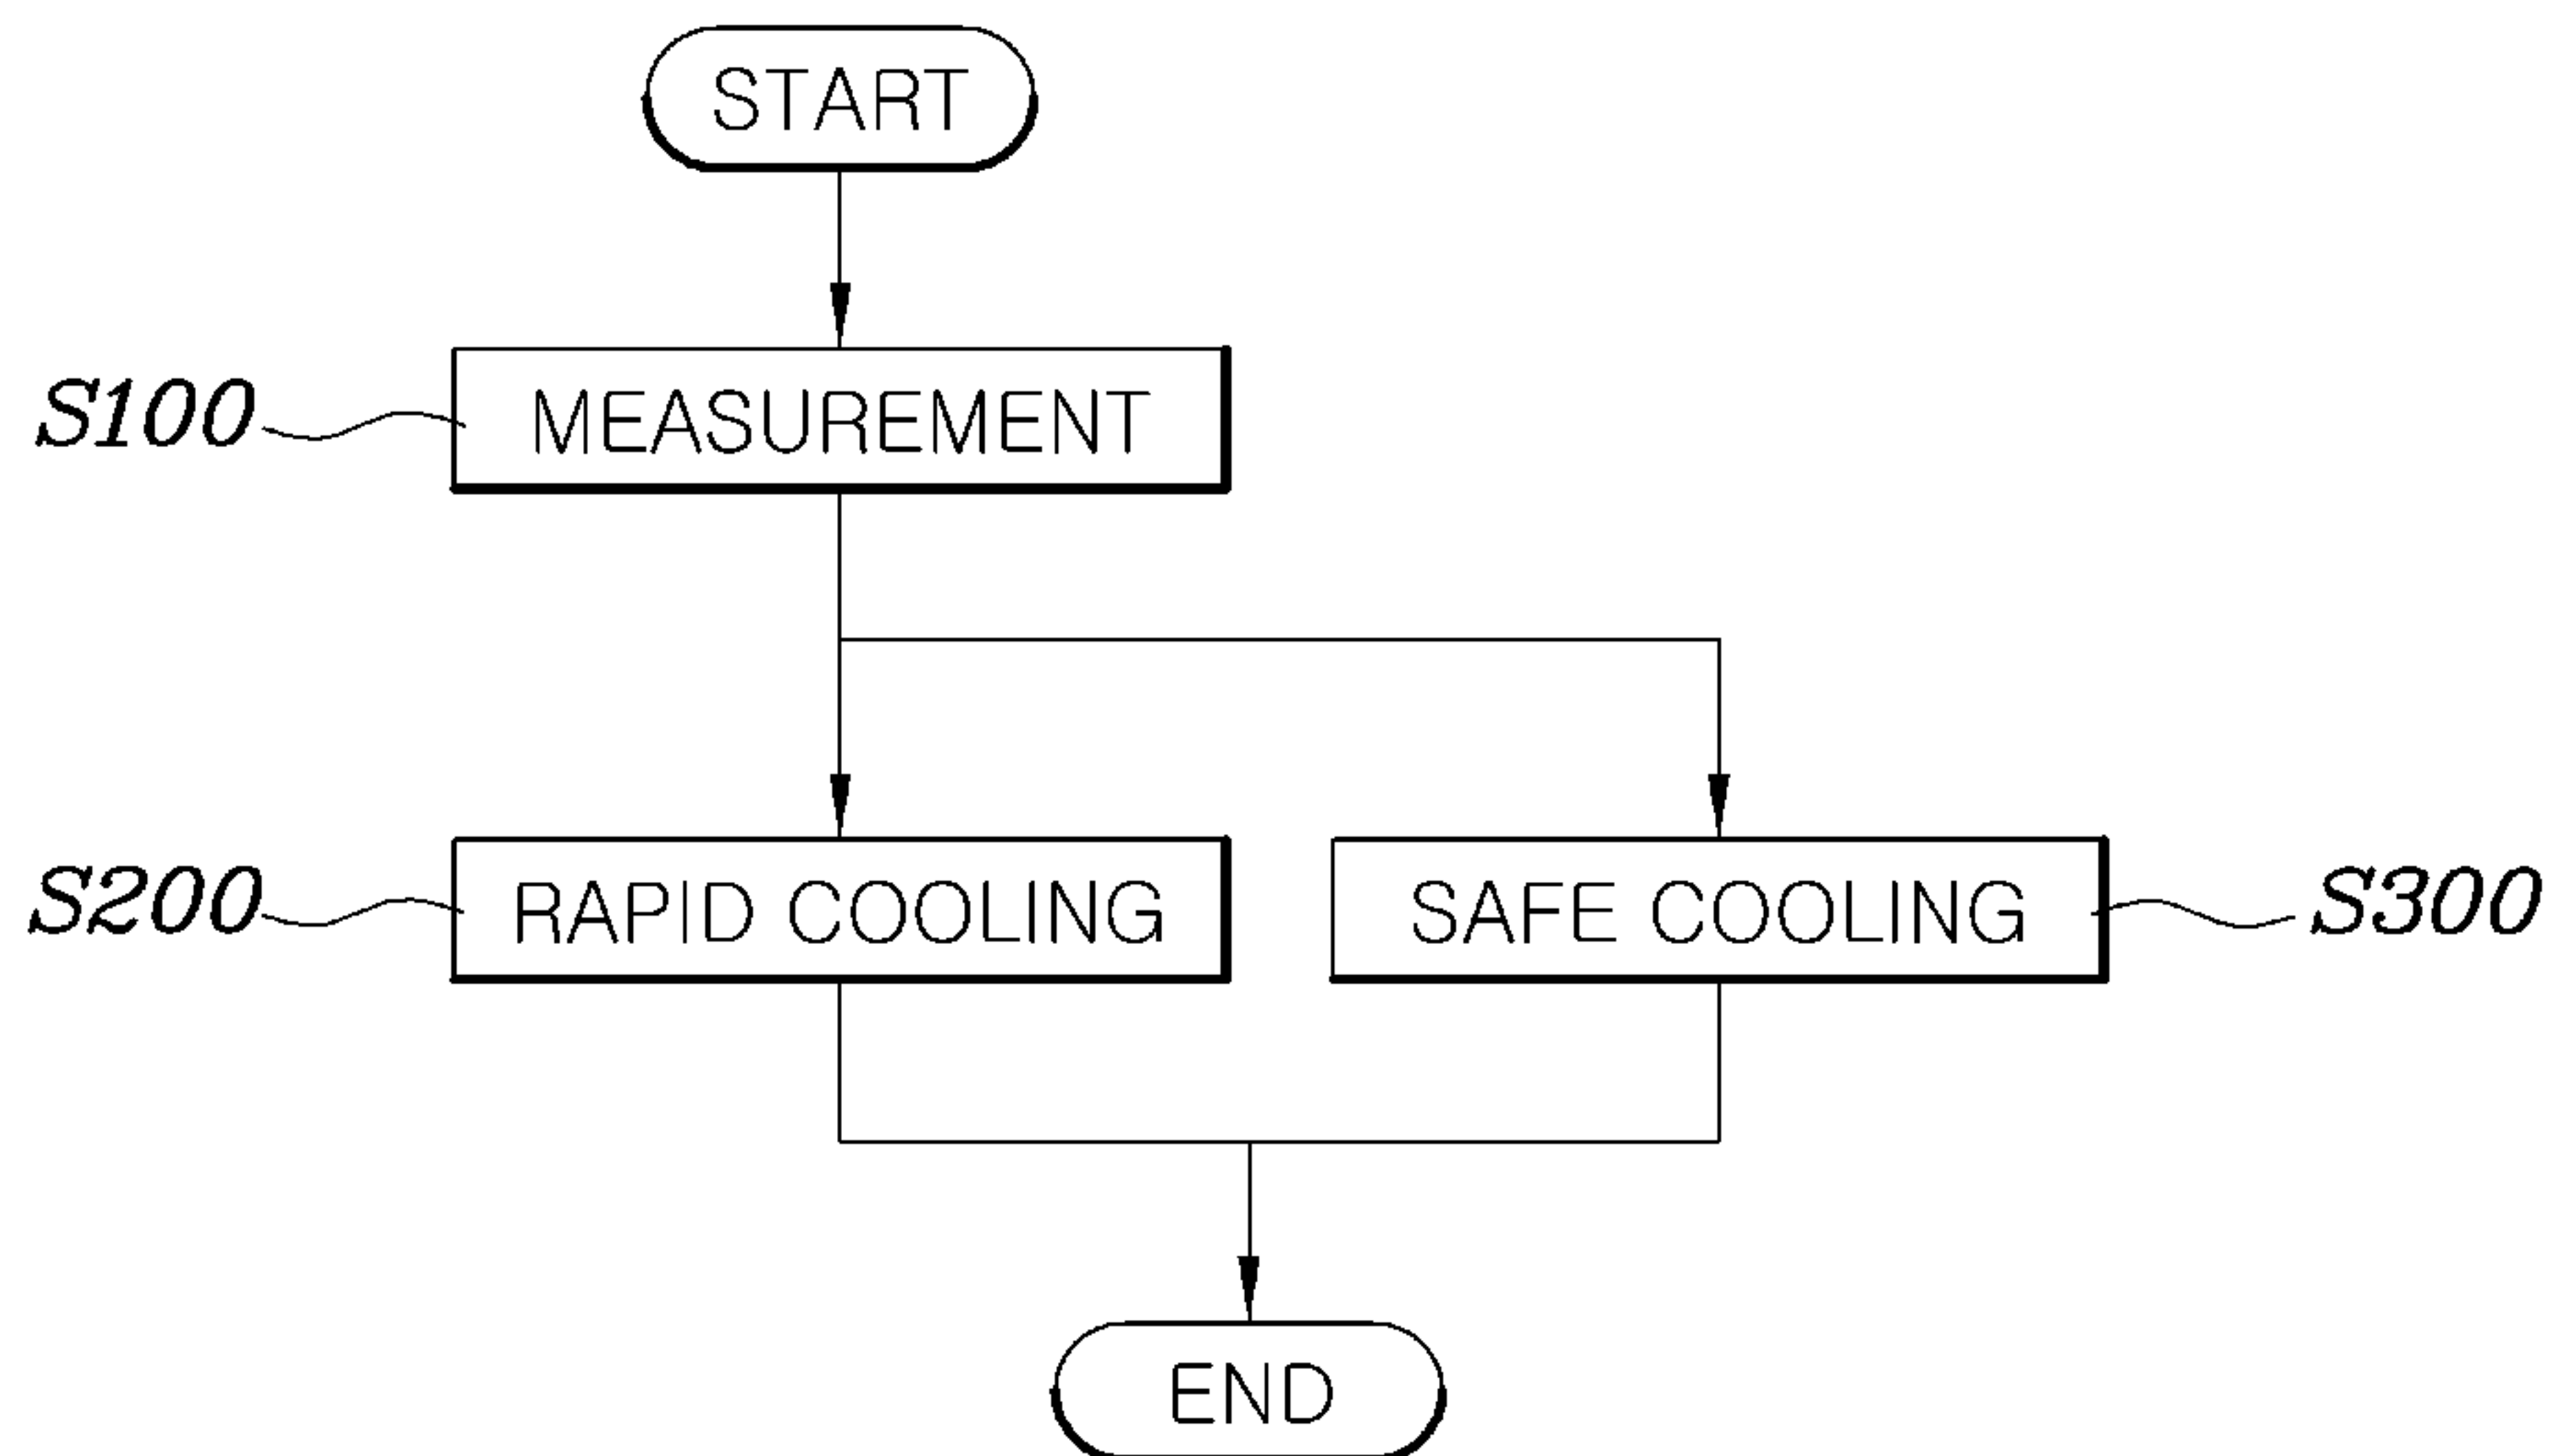 START
S100 MEASUREMENT
S200 RAPID COOLING SAFE COOLING S300
END